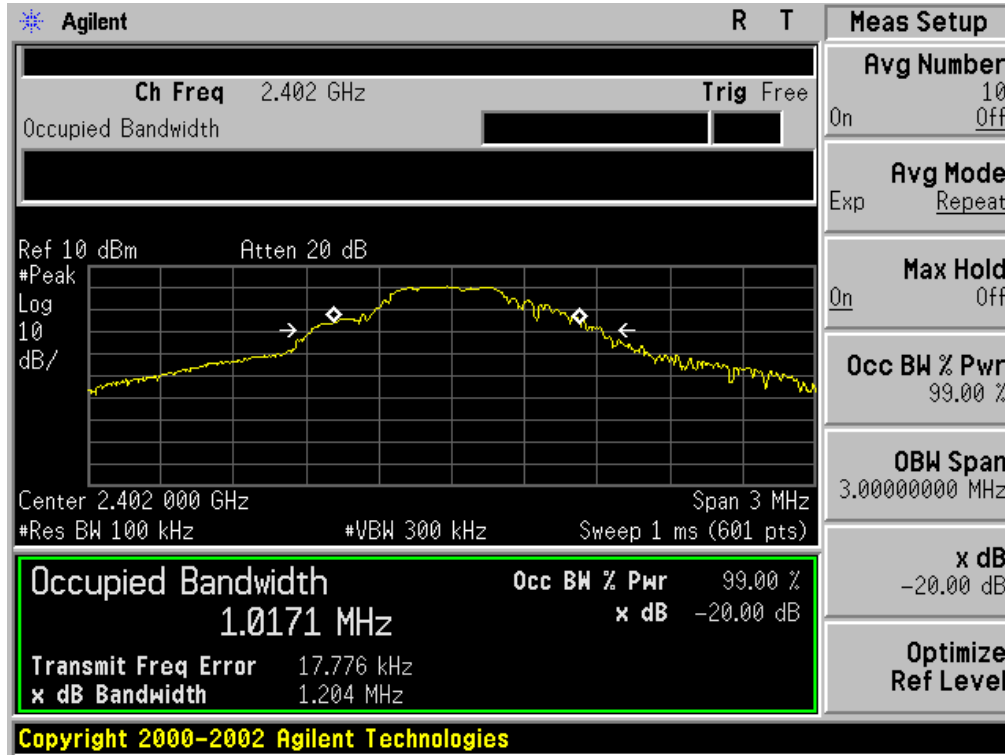 Agilent R T
Meas Setup
Ch Freq 2.402 GHz Trig Free
Occupied Bandwidth
Ref 10 dBm Atten 20 dB
#Peak
Log
10
dB/
Center 2.402 000 GHz Span 3 MHz
#Res BW 100 kHz #VBW 300 kHz Sweep 1 ms (601 pts)
Occupied Bandwidth
1.0171 MHz
Occ BW % Pwr 99.00 %
x dB -20.00 dB
Transmit Freq Error 17.776 kHz
x dB Bandwidth 1.204 MHz
Avg Number
10
On Off
Avg Mode
Exp Repeat
Max Hold
On Off
Occ BW % Pwr
99.00 %
OBW Span
3.00000000 MHz
x dB
-20.00 dB
Optimize
Ref Level
Copyright 2000-2002 Agilent Technologies